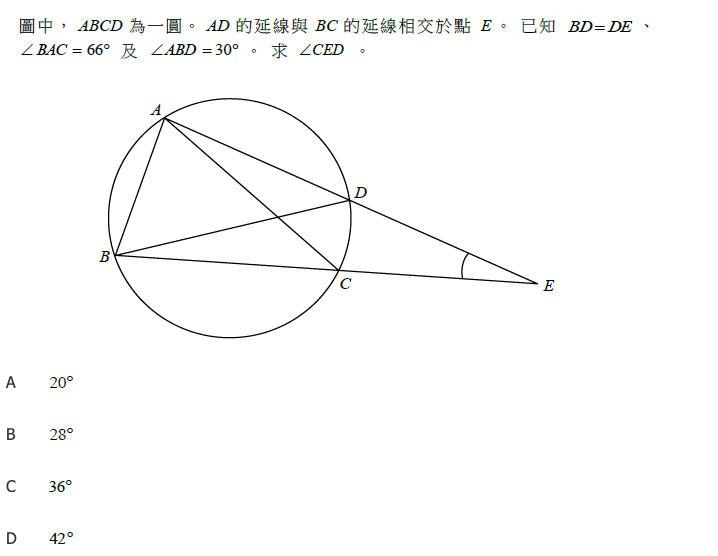 圖中， ABCD 為一圓。 AD 的延線與 BC 的延線相交於點 E 。 已知 BD=DE 、
∠BAC = 66° 及 ∠ABD = 30° 。 求 ∠CED 。
A
D
B
C
E
A 20°
B 28°
C 36°
D 42°